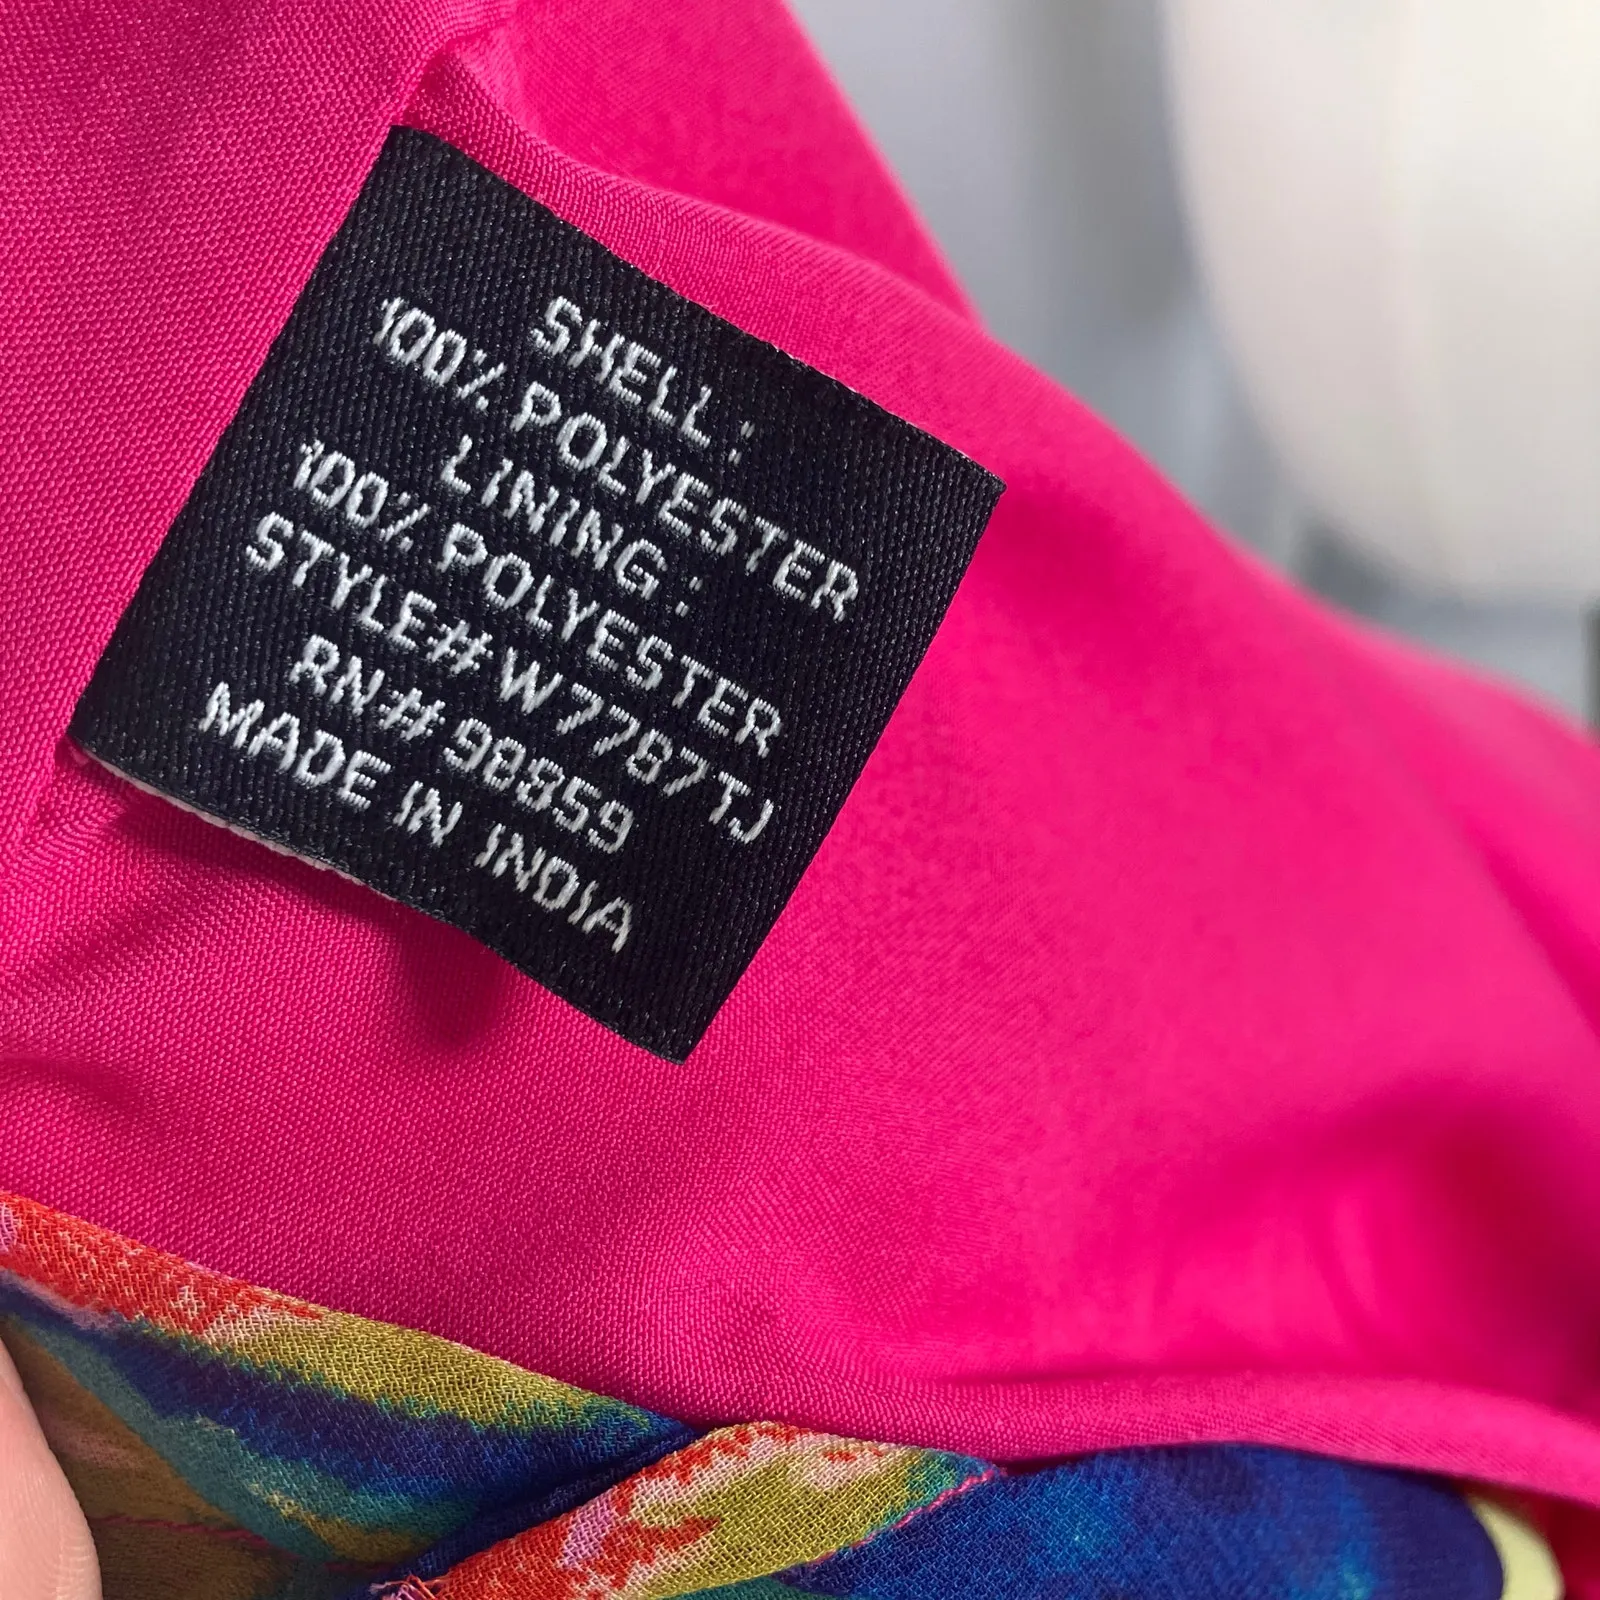 SHELL :
100% POLYESTER
LINING :
100% POLYESTER
STYLE# W7787TJ
RN# 98859
MADE IN INDIA